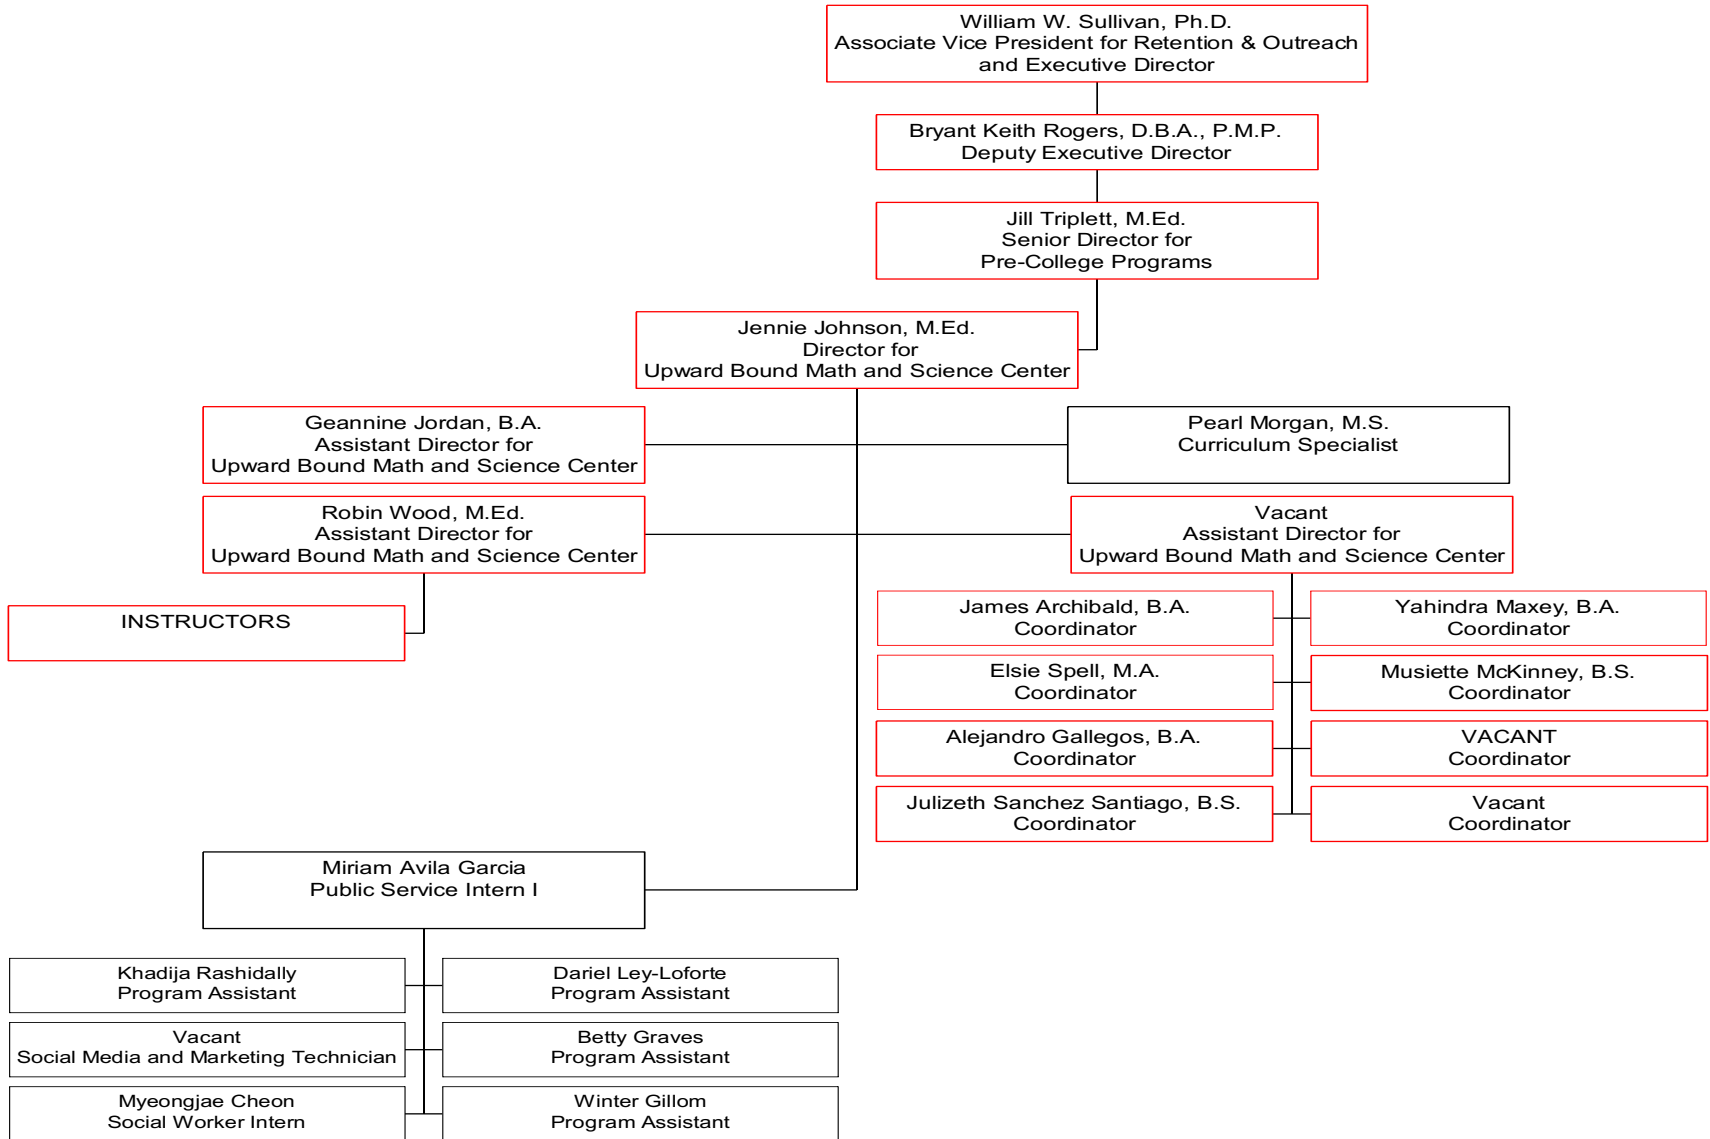 William W. Sullivan, Ph.D.
Associate Vice President for Retention & Outreach
and Executive Director
Bryant Keith Rogers, D.B.A., P.M.P.
Deputy Executive Director
Jill Triplett, M.Ed.
Senior Director for
Pre-College Programs
Jennie Johnson, M.Ed.
Director for
Upward Bound Math and Science Center
Geannine Jordan, B.A.
Assistant Director for
Upward Bound Math and Science Center
Pearl Morgan, M.S.
Curriculum Specialist
Robin Wood, M.Ed.
Assistant Director for
Upward Bound Math and Science Center
Vacant
Assistant Director for
Upward Bound Math and Science Center
INSTRUCTORS
James Archibald, B.A.
Coordinator
Yahindra Maxey, B.A.
Coordinator
Elsie Spell, M.A.
Coordinator
Musiette McKinney, B.S.
Coordinator
Alejandro Gallegos, B.A.
Coordinator
VACANT
Coordinator
Julizeth Sanchez Santiago, B.S.
Coordinator
Vacant
Coordinator
Miriam Avila Garcia
Public Service Intern I
Khadija Rashidally
Program Assistant
Dariel Ley-Loforte
Program Assistant
Vacant
Social Media and Marketing Technician
Betty Graves
Program Assistant
Myeongjae Cheon
Social Worker Intern
Winter Gillom
Program Assistant